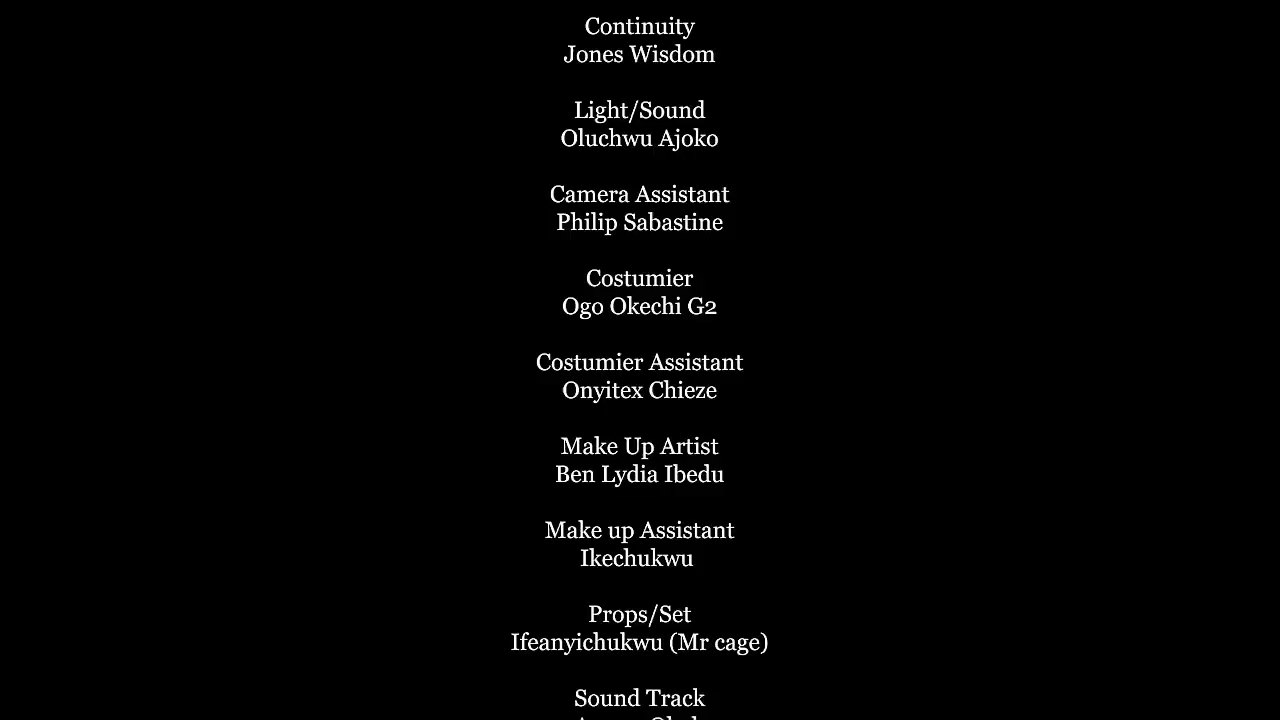 Continuity
Jones Wisdom
Light/Sound
Oluchwu Ajoko
Camera Assistant
Philip Sabastine
Costumier
Ogo Okechi G2
Costumier Assistant
Onyitex Chieze
Make Up Artist
Ben Lydia Ibedu
Make up Assistant
Ikechukwu
Props/Set
Ifeanyichukwu (Mr cage)
Sound Track